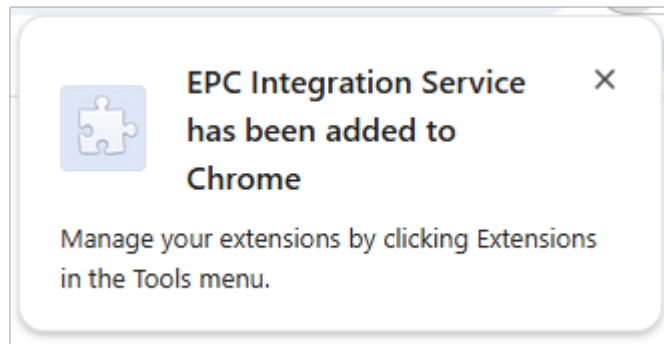 EPC Integration Service
has been added to
Chrome
Manage your extensions by clicking Extensions
in the Tools menu.